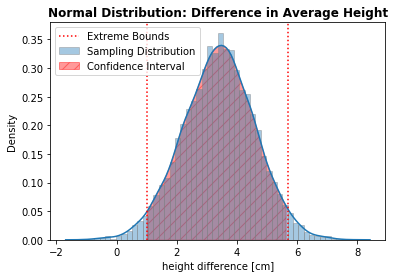 Normal Distribution: Difference in Average Height
Extreme Bounds
Sampling Distribution
Confidence Interval
Density
0.35
0.30
0.25
0.20
0.15
0.10
0.05
0.00
−2
0
2
4
6
8
height difference [cm]